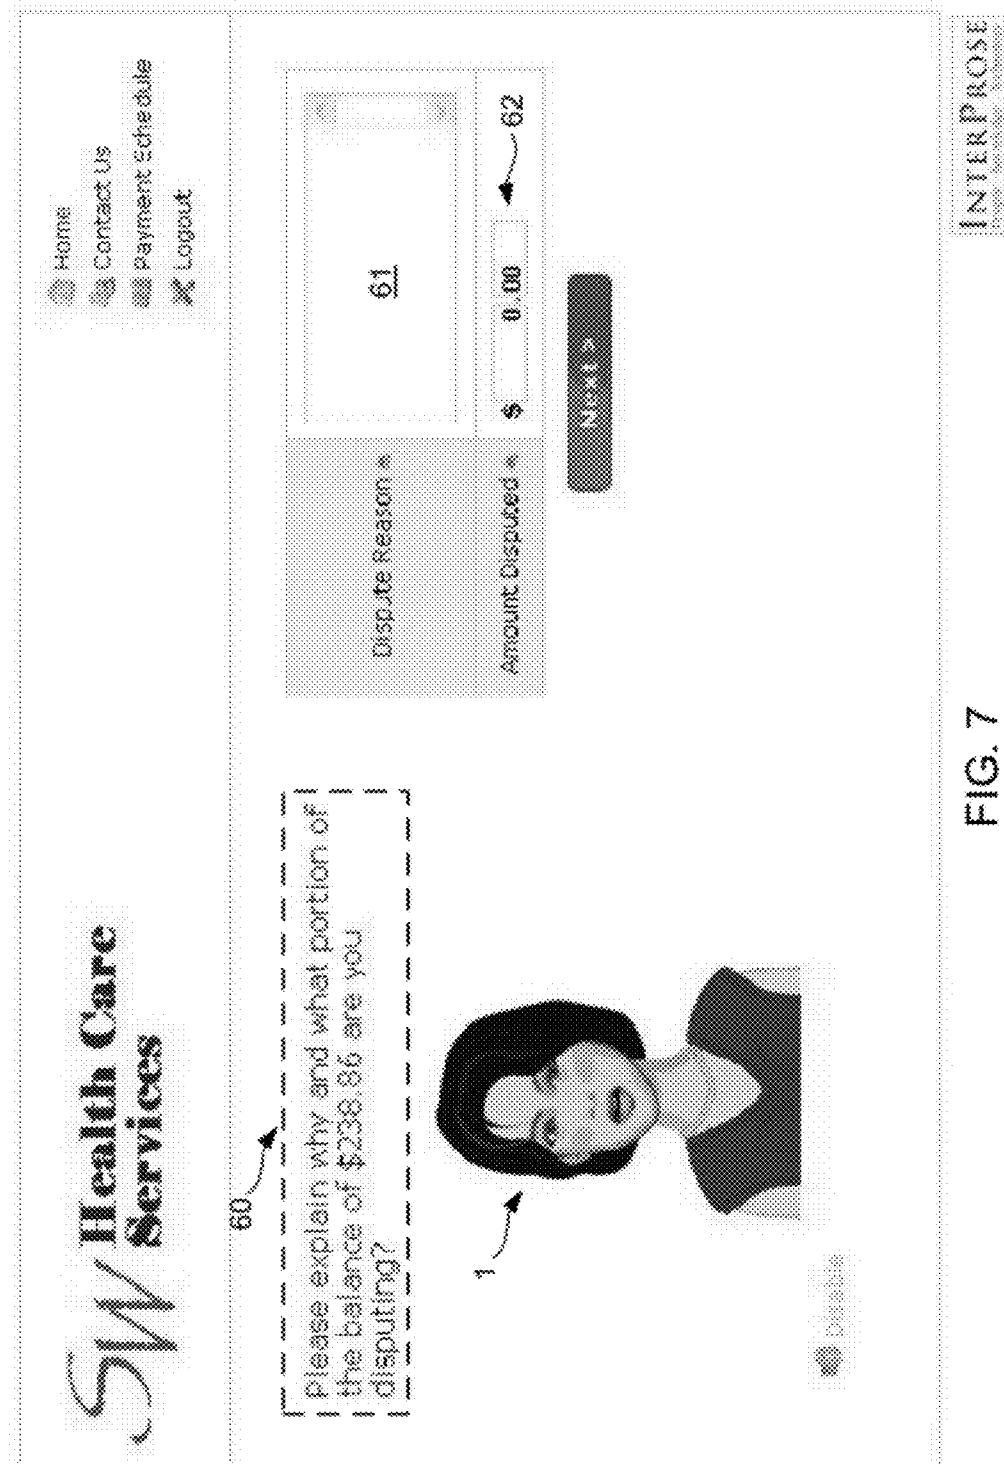 SW Health Care
Services
Home
Contact Us
Payment Schedule
Logout
60
Please explain why and what portion of
the balance of $238.86 are you
disputing?
1
Disable
Dispute Reason *
61
Amount Disputed *
$ 0.00
62
Next >
INTERPROSE
FIG. 7